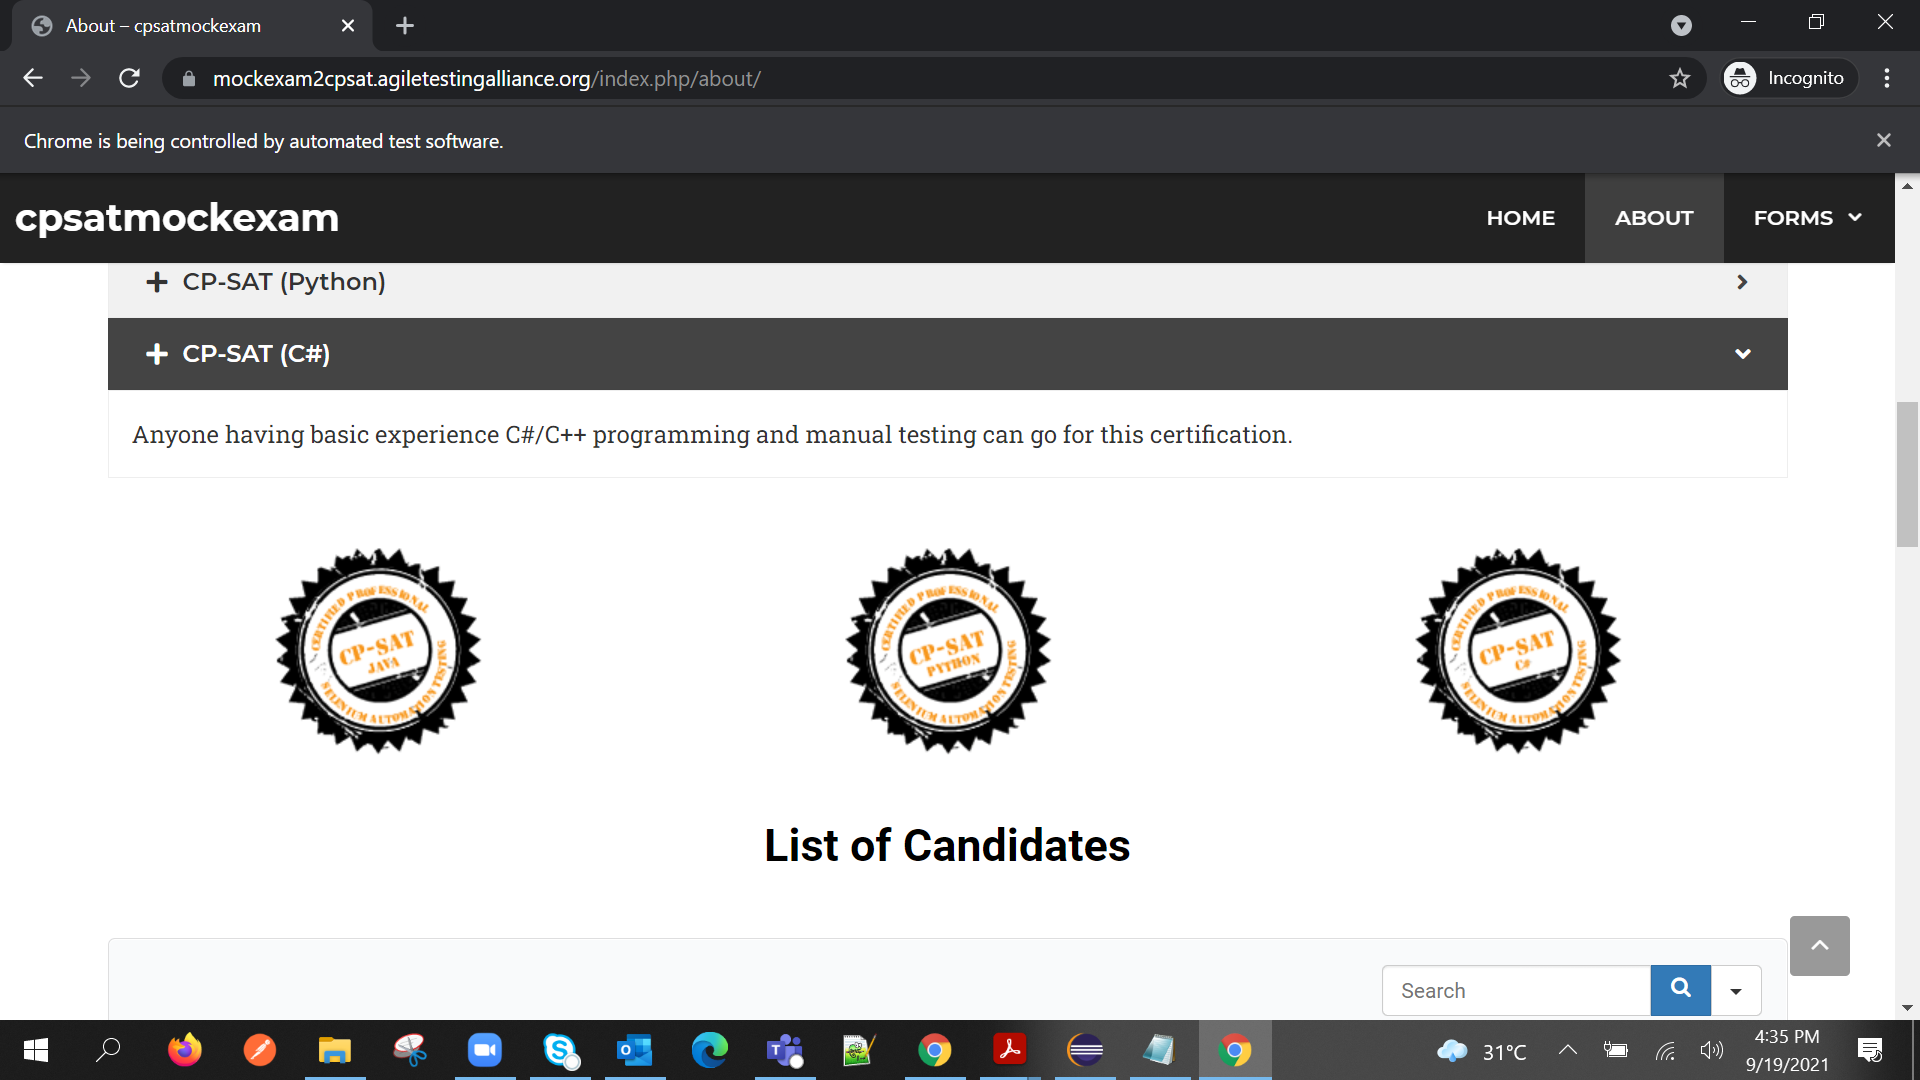 About – cpsatmockexam
mockexam2cpsat.agiletestingalliance.org/index.php/about/
Incognito
Chrome is being controlled by automated test software.
cpsatmockexam
HOME
ABOUT
FORMS
CP-SAT (Python)
CP-SAT (C#)
Anyone having basic experience C#/C++ programming and manual testing can go for this certification.
CERTIFIED PROFESSIONAL
CP-SAT
JAVA
SELENIUM AUTOMATION TESTING
CERTIFIED PROFESSIONAL
CP-SAT
PYTHON
SELENIUM AUTOMATION TESTING
CERTIFIED PROFESSIONAL
CP-SAT
C#
SELENIUM AUTOMATION TESTING
List of Candidates
Search
31°C
4:35 PM
9/19/2021